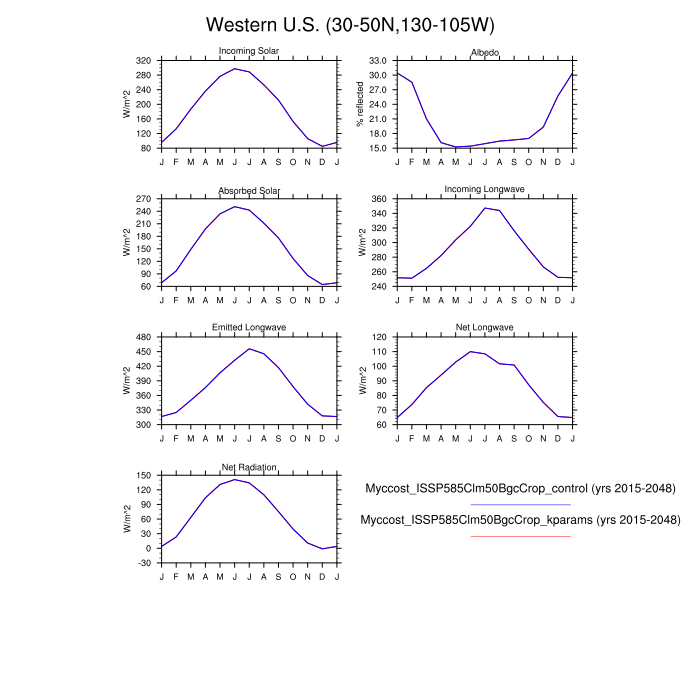 Western U.S. (30-50N,130-105W)
Incoming Solar
W/m^2
320
280
240
200
160
120
80
J F M A M J J A S O N D J
Albedo
% reflected
33.0
30.0
27.0
24.0
21.0
18.0
15.0
J F M A M J J A S O N D J
Absorbed Solar
W/m^2
270
240
210
180
150
120
90
60
J F M A M J J A S O N D J
Incoming Longwave
W/m^2
360
340
320
300
280
260
240
J F M A M J J A S O N D J
Emitted Longwave
W/m^2
480
450
420
390
360
330
300
J F M A M J J A S O N D J
Net Longwave
W/m^2
120
110
100
90
80
70
60
J F M A M J J A S O N D J
Net Radiation
W/m^2
150
120
90
60
30
0
-30
J F M A M J J A S O N D J
Myccost_ISSP585Clm50BgcCrop_control (yrs 2015-2048)
Myccost_ISSP585Clm50BgcCrop_kparams (yrs 2015-2048)